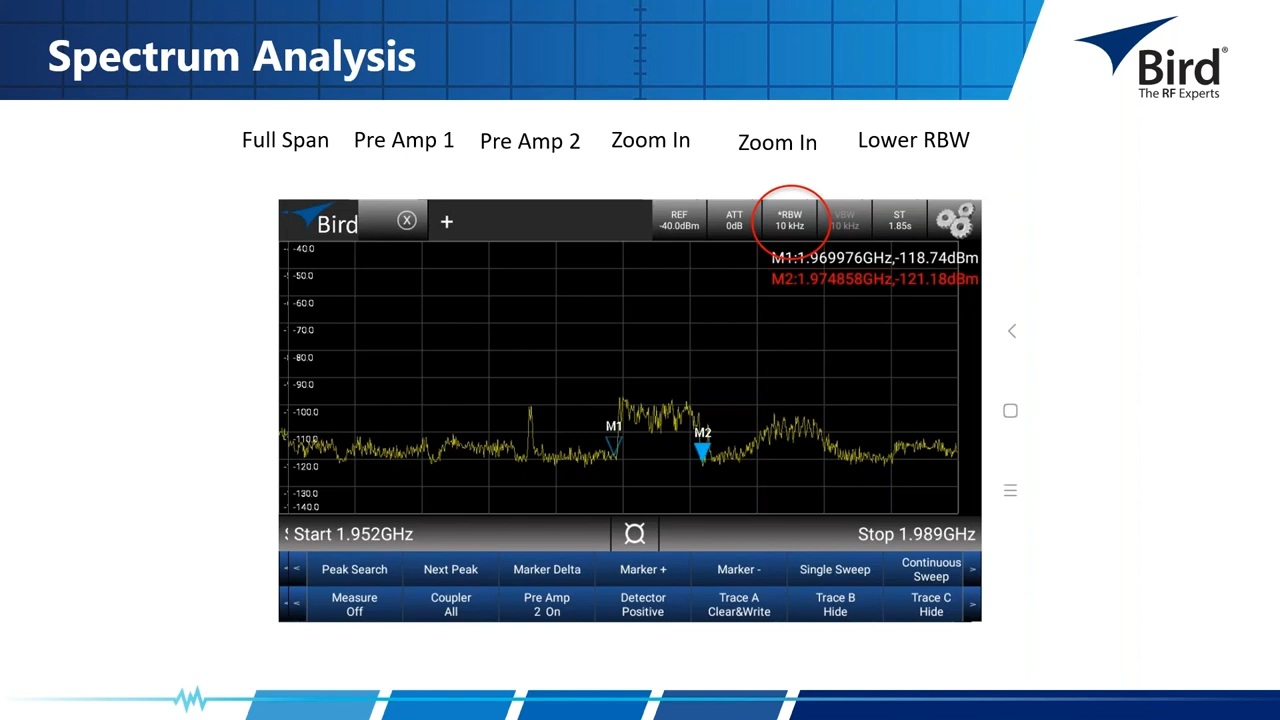 Spectrum Analysis
Bird®
The RF Experts
Full Span
Pre Amp 1
Pre Amp 2
Zoom In
Zoom In
Lower RBW
Bird
X
+
REF
-40.0dBm
ATT
0dB
*RBW
10 kHz
VBW
10 kHz
ST
1.85s
M1:1.969976GHz,-118.74dBm
M2:1.974858GHz,-121.18dBm
-40.0
-50.0
-60.0
-70.0
-80.0
-90.0
-100.0
-110.0
-120.0
-130.0
-140.0
M1
M2
Start 1.952GHz
Stop 1.989GHz
<
Peak Search
Next Peak
Marker Delta
Marker +
Marker -
Single Sweep
Continuous
Sweep
>
<
Measure
Off
Coupler
All
Pre Amp
2 On
Detector
Positive
Trace A
Clear&Write
Trace B
Hide
Trace C
Hide
>